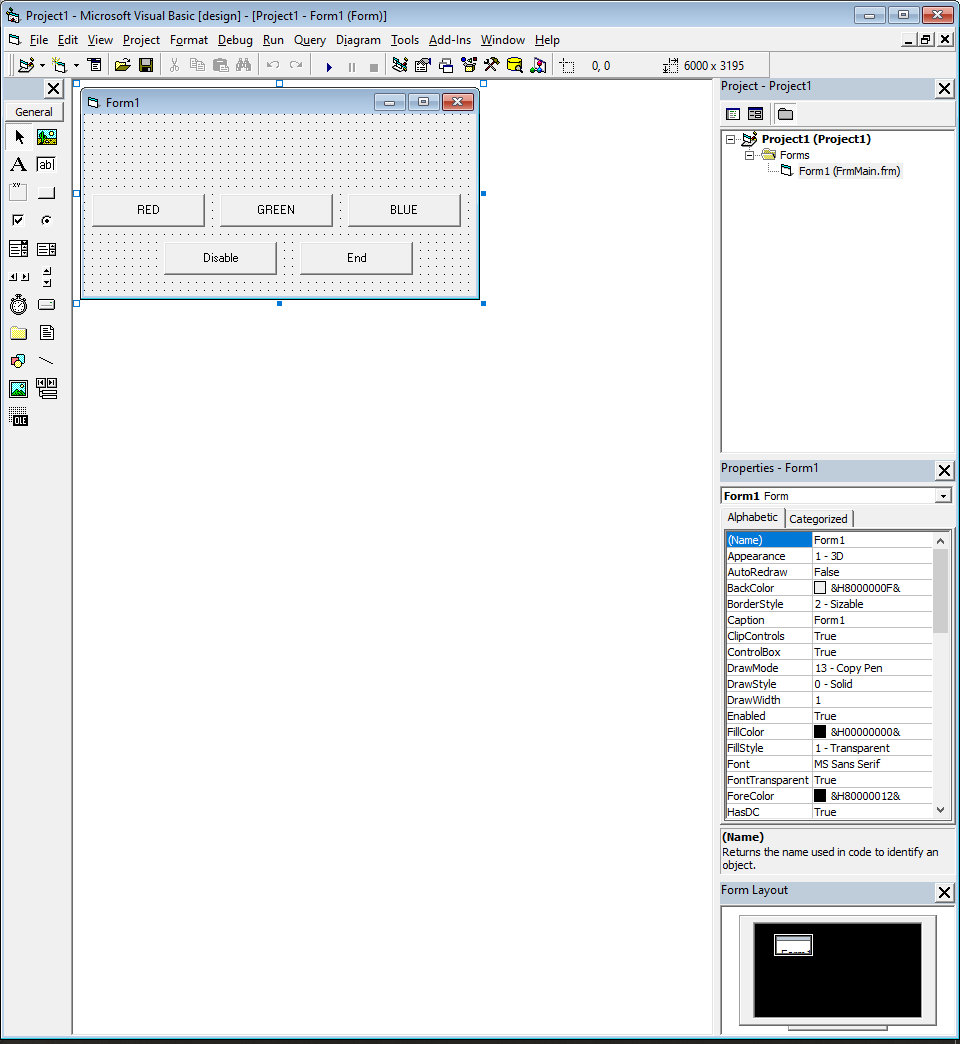 Project1 - Microsoft Visual Basic [design] - [Project1 - Form1 (Form)]
File Edit View Project Format Debug Run Query Diagram Tools Add-Ins Window Help
0, 0 6000 x 3195
General
A ab|
xv
OLE
Form1
RED GREEN BLUE
Disable End
Project - Project1
Project1 (Project1)
Forms
Form1 (FrmMain.frm)
Properties - Form1
Form1 Form
Alphabetic Categorized
(Name) Form1
Appearance 1 - 3D
AutoRedraw False
BackColor &H8000000F&
BorderStyle 2 - Sizable
Caption Form1
ClipControls True
ControlBox True
DrawMode 13 - Copy Pen
DrawStyle 0 - Solid
DrawWidth 1
Enabled True
FillColor &H00000000&
FillStyle 1 - Transparent
Font MS Sans Serif
FontTransparent True
ForeColor &H80000012&
HasDC True
(Name)
Returns the name used in code to identify an
object.
Form Layout